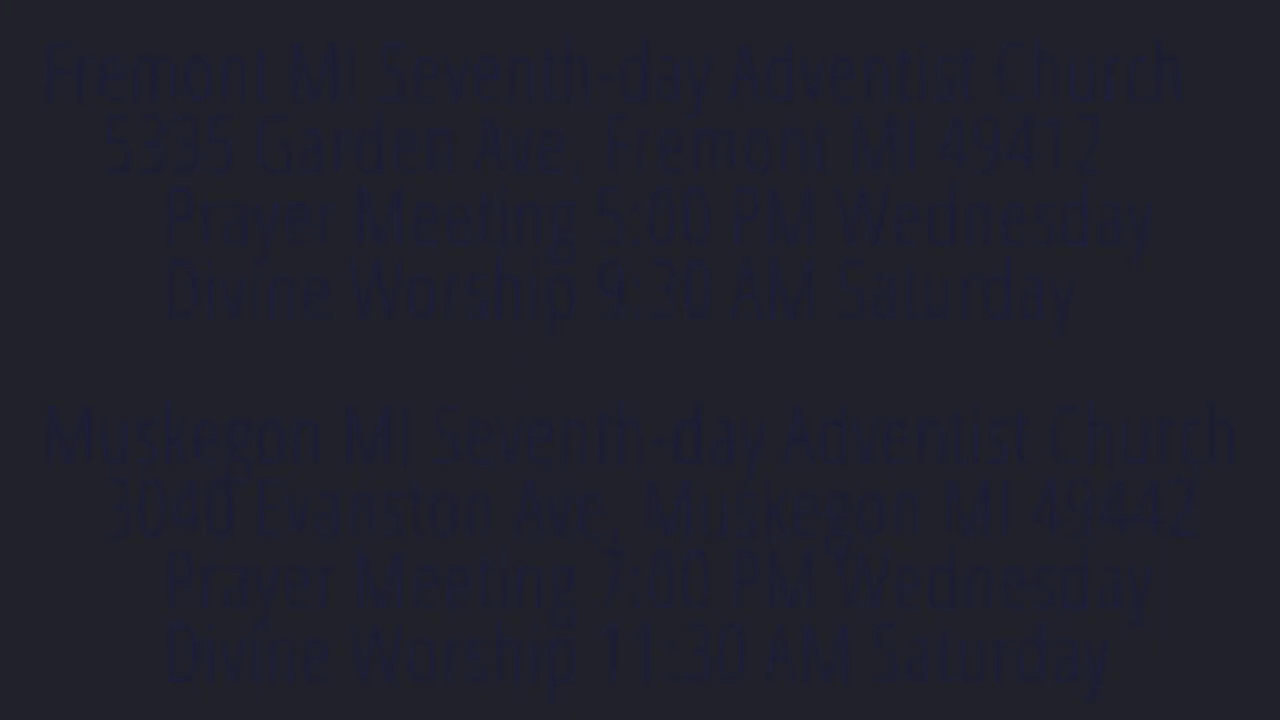 Fremont MI Seventh-day Adventist Church
5335 Garden Ave, Fremont MI 49412
Prayer Meeting 5:00 PM Wednesday
Divine Worship 9:30 AM Saturday
Muskegon MI Seventh-day Adventist Church
3040 Evanston Ave, Muskegon MI 49442
Prayer Meeting 7:00 PM Wednesday
Divine Worship 11:30 AM Saturday